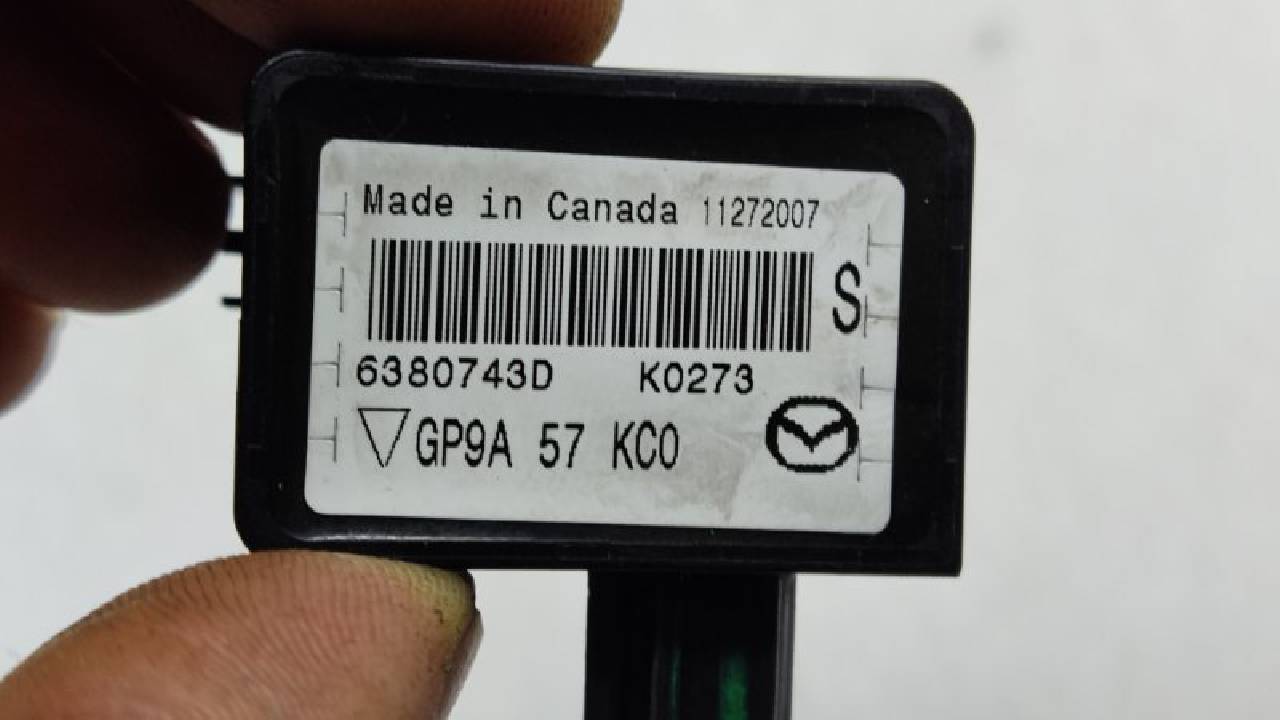 Made in Canada 11272007
S
6380743D K0273
GP9A 57 KC0